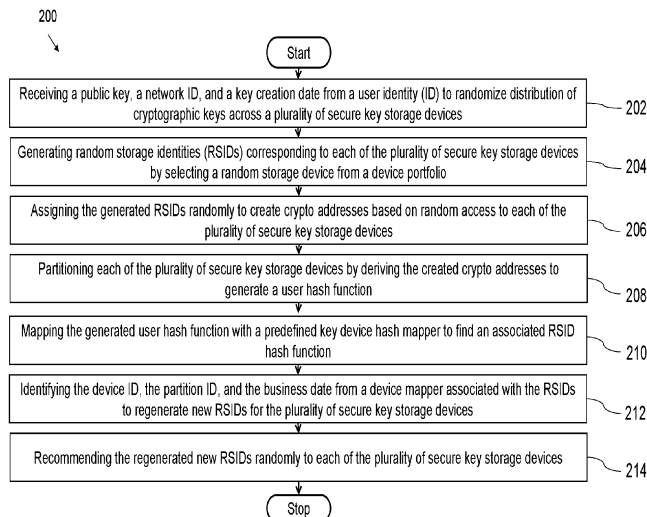 200
Start
Receiving a public key, a network ID, and a key creation date from a user identity (ID) to randomize distribution of
cryptographic keys across a plurality of secure key storage devices
202
Generating random storage identities (RSIDs) corresponding to each of the plurality of secure key storage devices
by selecting a random storage device from a device portfolio
204
Assigning the generated RSIDs randomly to create crypto addresses based on random access to each of the
plurality of secure key storage devices
206
Partitioning each of the plurality of secure key storage devices by deriving the created crypto addresses to
generate a user hash function
208
Mapping the generated user hash function with a predefined key device hash mapper to find an associated RSID
hash function
210
Identifying the device ID, the partition ID, and the business date from a device mapper associated with the RSIDs
to regenerate new RSIDs for the plurality of secure key storage devices
212
Recommending the regenerated new RSIDs randomly to each of the plurality of secure key storage devices
214
Stop